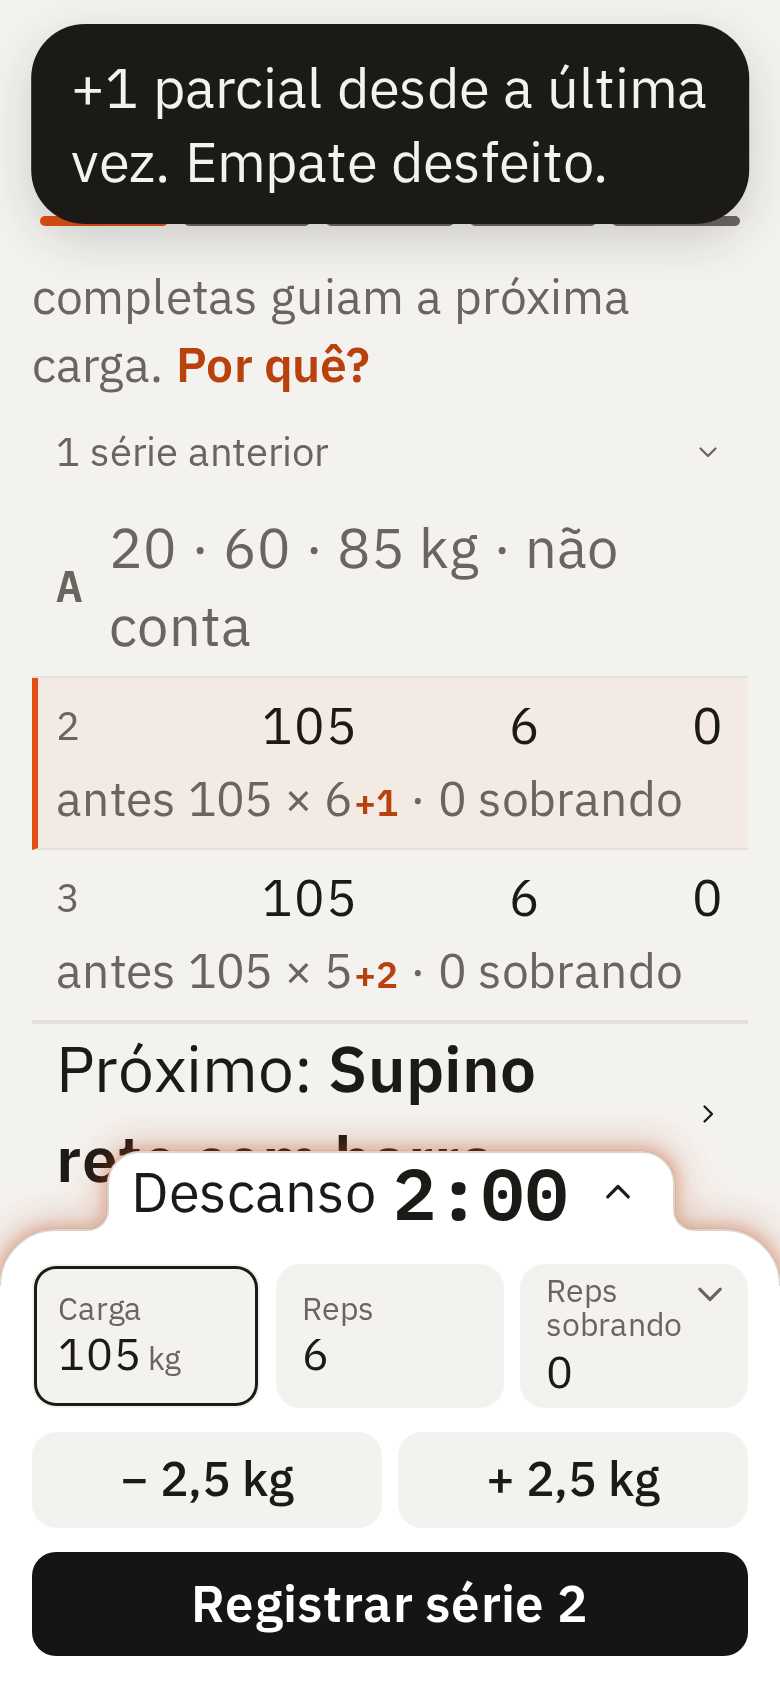 +1 parcial desde a última
vez. Empate desfeito.
completas guiam a próxima
carga. Por quê?
1 série anterior
A 20 · 60 · 85 kg · não
conta
2 105 6 0
antes 105 × 6+1 · 0 sobrando
3 105 6 0
antes 105 × 5+2 · 0 sobrando
Próximo: Supino
reto com barra
Descanso 2:00
Carga
105 kg
Reps
6
Reps
sobrando
0
− 2,5 kg
+ 2,5 kg
Registrar série 2